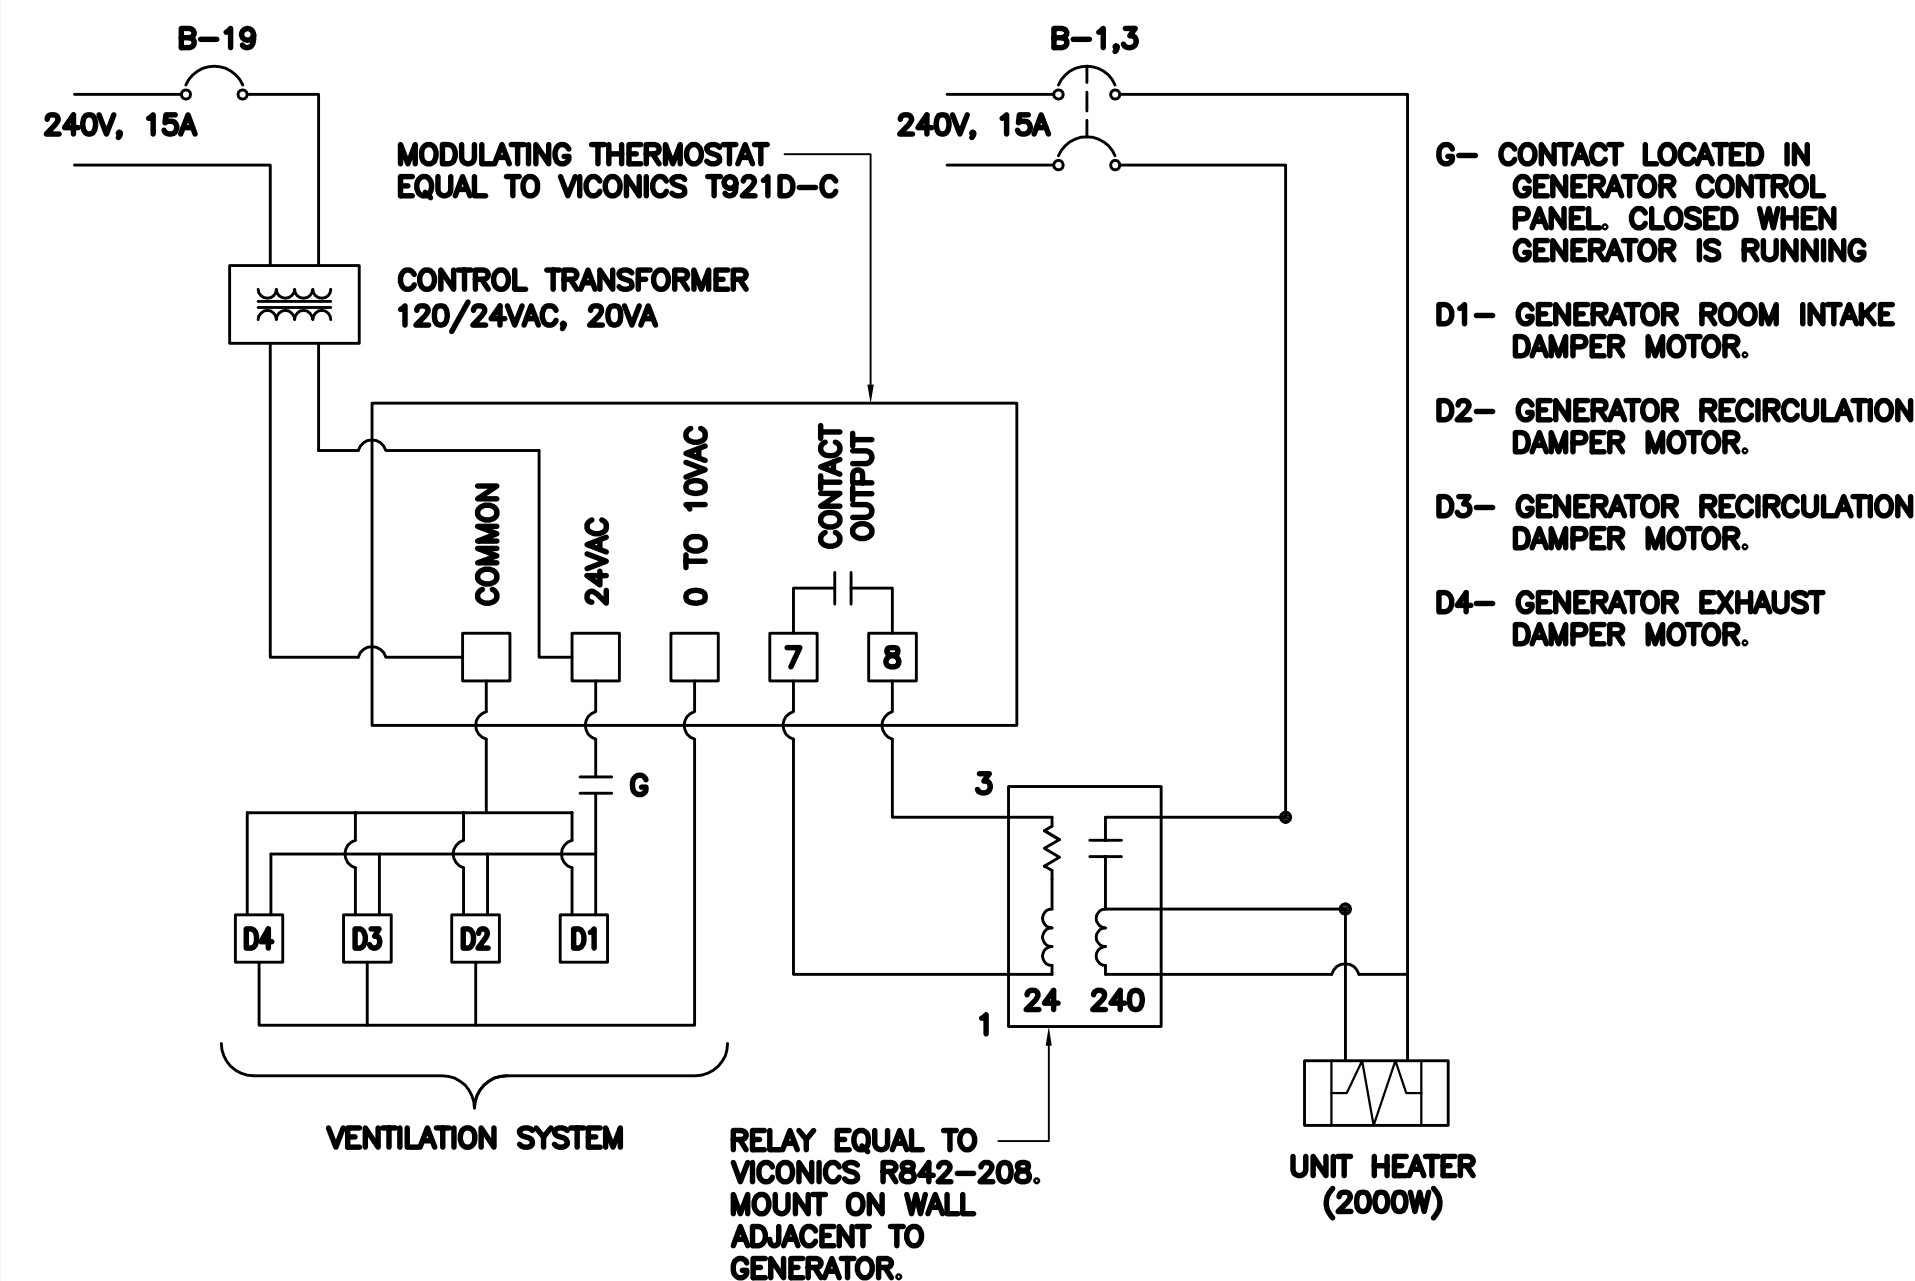 B-19
240V, 15A
B-1,3
240V, 15A
MODULATING THERMOSTAT
EQUAL TO VICONICS T921D-C
CONTROL TRANSFORMER
120/24VAC, 20VA
COMMON
24VAC
0 TO 10VAC
CONTACT
OUTPUT
7
8
G
D4
D3
D2
D1
VENTILATION SYSTEM
3
24
240
1
RELAY EQUAL TO
VICONICS R842-208.
MOUNT ON WALL
ADJACENT TO
GENERATOR.
UNIT HEATER
(2000W)
G- CONTACT LOCATED IN
GENERATOR CONTROL
PANEL. CLOSED WHEN
GENERATOR IS RUNNING
D1- GENERATOR ROOM INTAKE
DAMPER MOTOR.
D2- GENERATOR RECIRCULATION
DAMPER MOTOR.
D3- GENERATOR RECIRCULATION
DAMPER MOTOR.
D4- GENERATOR EXHAUST
DAMPER MOTOR.